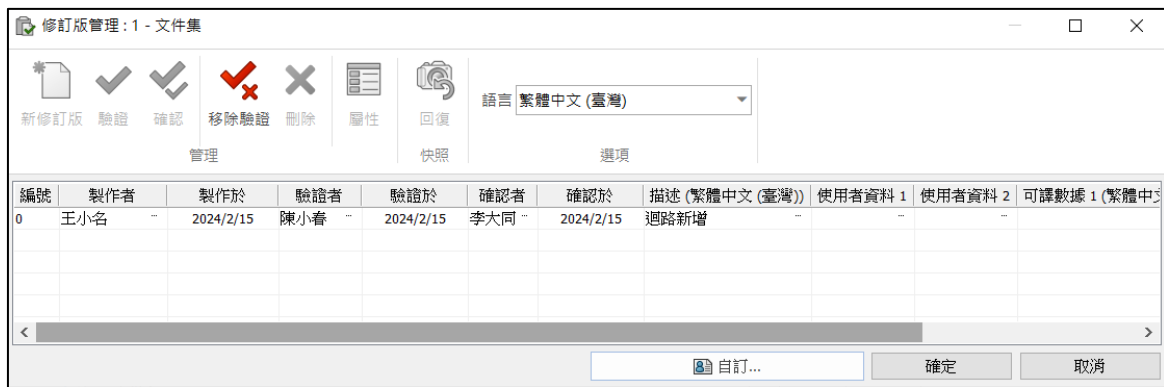 修訂版管理 : 1 - 文件集
新修訂版 驗證 確認 移除驗證 刪除 屬性 回復
語言 繁體中文 (臺灣)
管理 快照 選項
編號 製作者 製作於 驗證者 驗證於 確認者 確認於 描述 (繁體中文 (臺灣)) 使用者資料 1 使用者資料 2 可譯數據 1 (繁體中文
0 王小名 ... 2024/2/15 陳小春 ... 2024/2/15 李大同 ... 2024/2/15 迴路新增 ... ... ...
自訂... 確定 取消